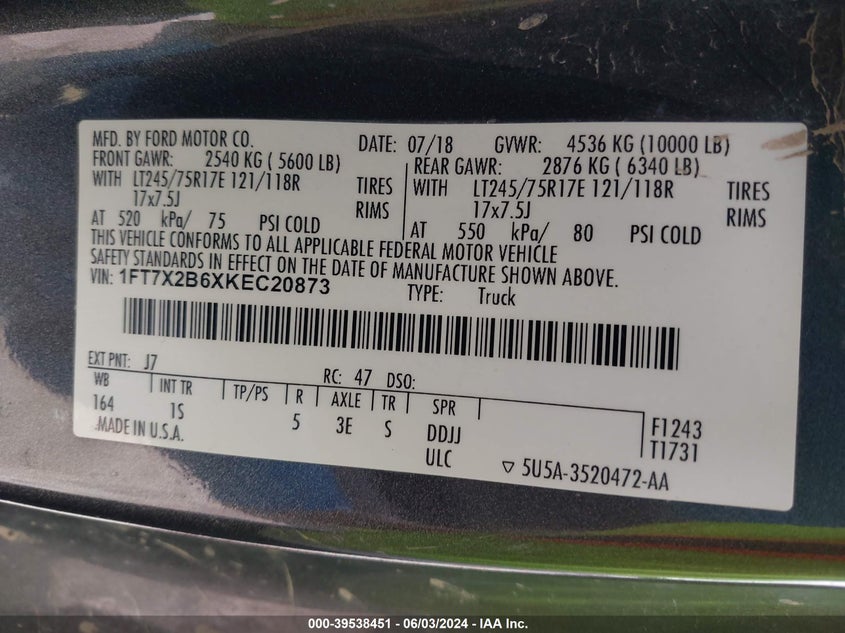 MFD. BY FORD MOTOR CO. DATE: 07/18 GVWR: 4536 KG (10000 LB)
FRONT GAWR: 2540 KG ( 5600 LB) REAR GAWR: 2876 KG ( 6340 LB)
WITH LT245/75R17E 121/118R TIRES WITH LT245/75R17E 121/118R TIRES
17x7.5J RIMS 17x7.5J RIMS
AT 520 kPa/ 75 PSI COLD AT 550 kPa/ 80 PSI COLD
THIS VEHICLE CONFORMS TO ALL APPLICABLE FEDERAL MOTOR VEHICLE
SAFETY STANDARDS IN EFFECT ON THE DATE OF MANUFACTURE SHOWN ABOVE.
VIN: 1FT7X2B6XKEC20873 TYPE: Truck
EXT PNT: J7 RC: 47 DSO:
WB INT TR TP/PS R AXLE TR SPR
164 1S 5 3E S DDJJ F1243
MADE IN U.S.A. ULC T1731
▽ 5U5A-3520472-AA
000-39538451 - 06/03/2024 - IAA Inc.